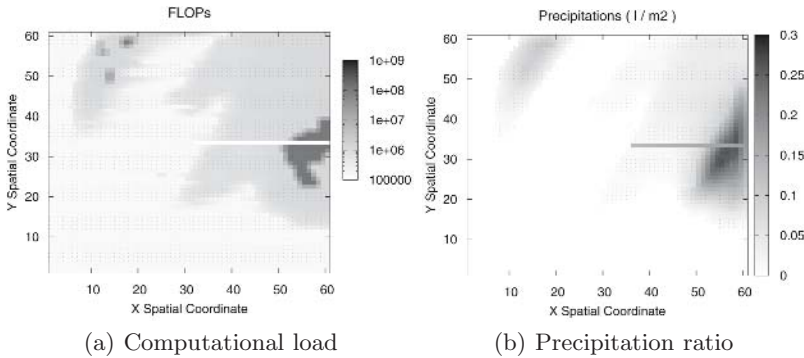 FLOPs
60
50
40
30
20
10
10 20 30 40 50 60
X Spatial Coordinate
Y Spatial Coordinate
1e+09
1e+08
1e+07
1e+06
100000
(a) Computational load
Precipitations ( l / m2 )
60
50
40
30
20
10
10 20 30 40 50 60
X Spatial Coordinate
Y Spatial Coordinate
0.3
0.25
0.2
0.15
0.1
0.05
0
(b) Precipitation ratio